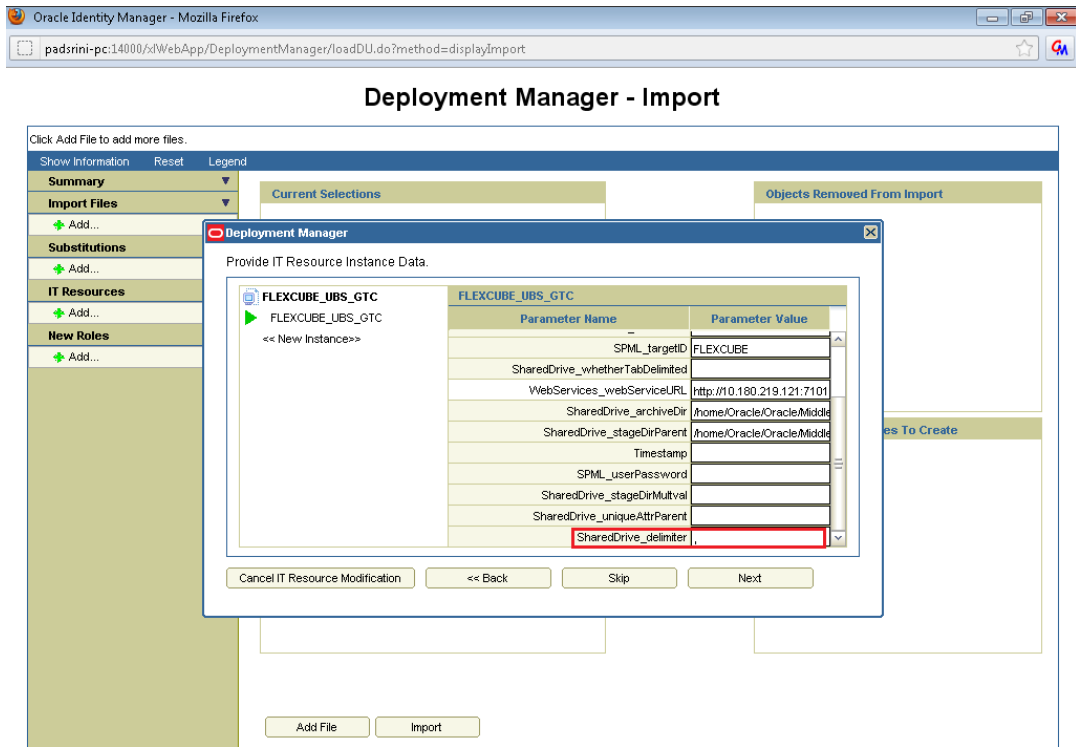 Oracle Identity Manager - Mozilla Firefox
padsrini-pc:14000/xlWebApp/DeploymentManager/loadDU.do?method=displayImport
Deployment Manager - Import
Click Add File to add more files.
Show Information Reset Legend
Summary
Import Files
Add...
Substitutions
Add...
IT Resources
Add...
New Roles
Add...
Current Selections
Objects Removed From Import
Deployment Manager
Provide IT Resource Instance Data.
FLEXCUBE_UBS_GTC
FLEXCUBE_UBS_GTC
<< New Instance>>
FLEXCUBE_UBS_GTC
Parameter Name Parameter Value
SPML_targetID FLEXCUBE
SharedDrive_whetherTabDelimited
WebServices_webServiceURL http://10.180.219.121:7101
SharedDrive_archiveDir /home/Oracle/Oracle/Middle
SharedDrive_stageDirParent /home/Oracle/Oracle/Middle
Timestamp
SPML_userPassword
SharedDrive_stageDirMultval
SharedDrive_uniqueAttrParent
SharedDrive_delimiter ,
es To Create
Cancel IT Resource Modification << Back Skip Next
Add File Import